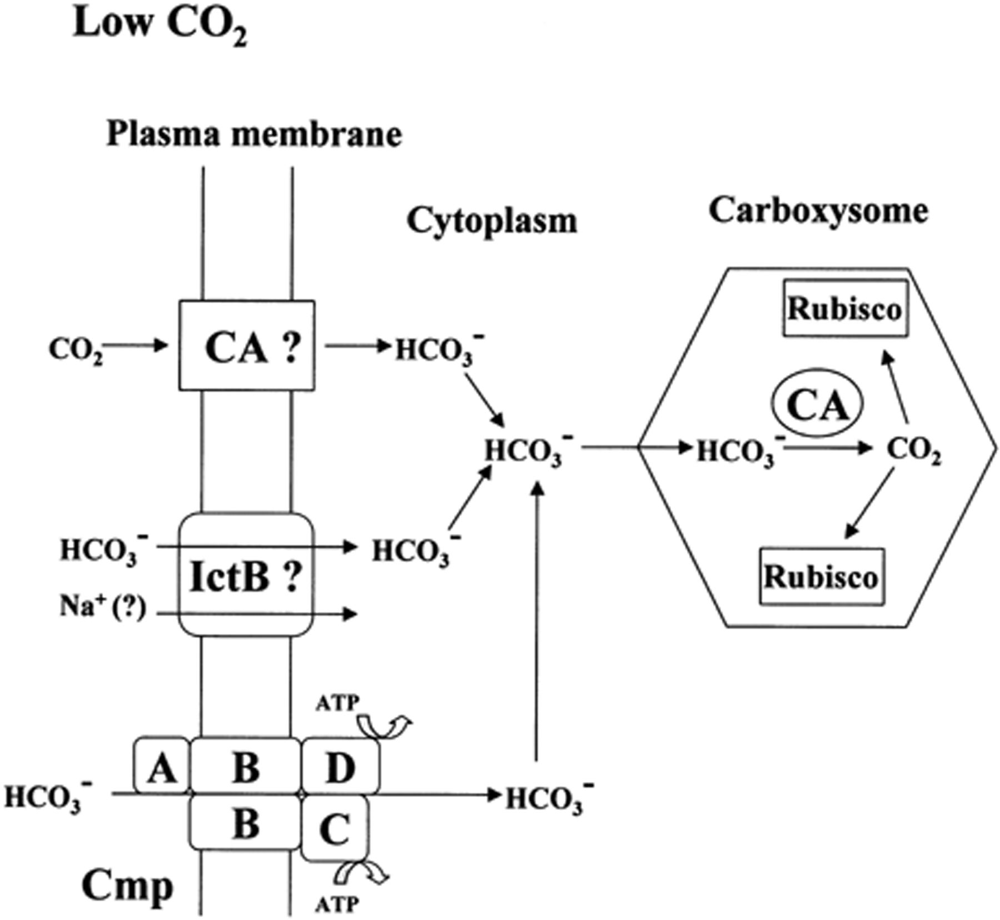 Low CO₂
Plasma membrane
Cytoplasm
Carboxysome
Rubisco
CO₂
CA ?
HCO₃⁻
CA
HCO₃⁻
HCO₃⁻
CO₂
HCO₃⁻
HCO₃⁻
IctB ?
Na⁺ (?)
Rubisco
ATP
A
B
D
HCO₃⁻
HCO₃⁻
B
C
Cmp
ATP